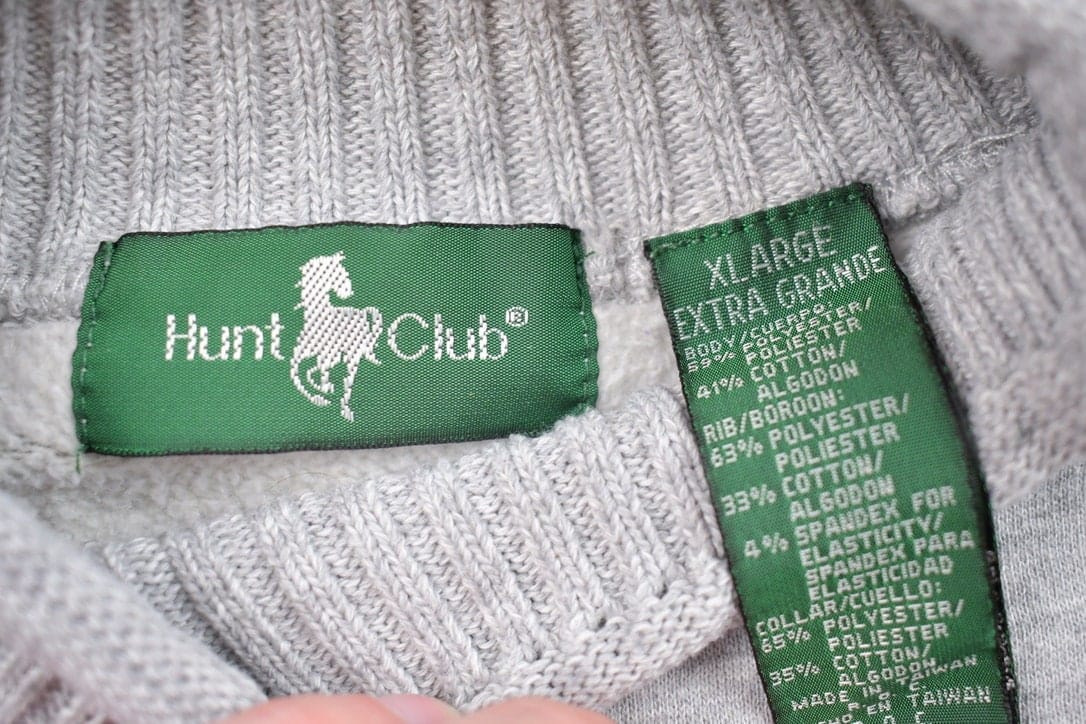 Hunt Club®
XLARGE
EXTRA GRANDE
BODY/CUERPO:
59% POLYESTER/
POLIESTER
41% COTTON/
ALGODON
RIB/BOROON:
63% POLYESTER/
POLIESTER
33% COTTON/
ALGODON
4% SPANDEX FOR
ELASTICITY/
SPANDEX PARA
ELASTICIDAD
COLLAR/CUELLO:
65% POLYESTER/
POLIESTER
35% COTTON/
ALGODON
MADE IN TAIWAN
EN TAIWAN